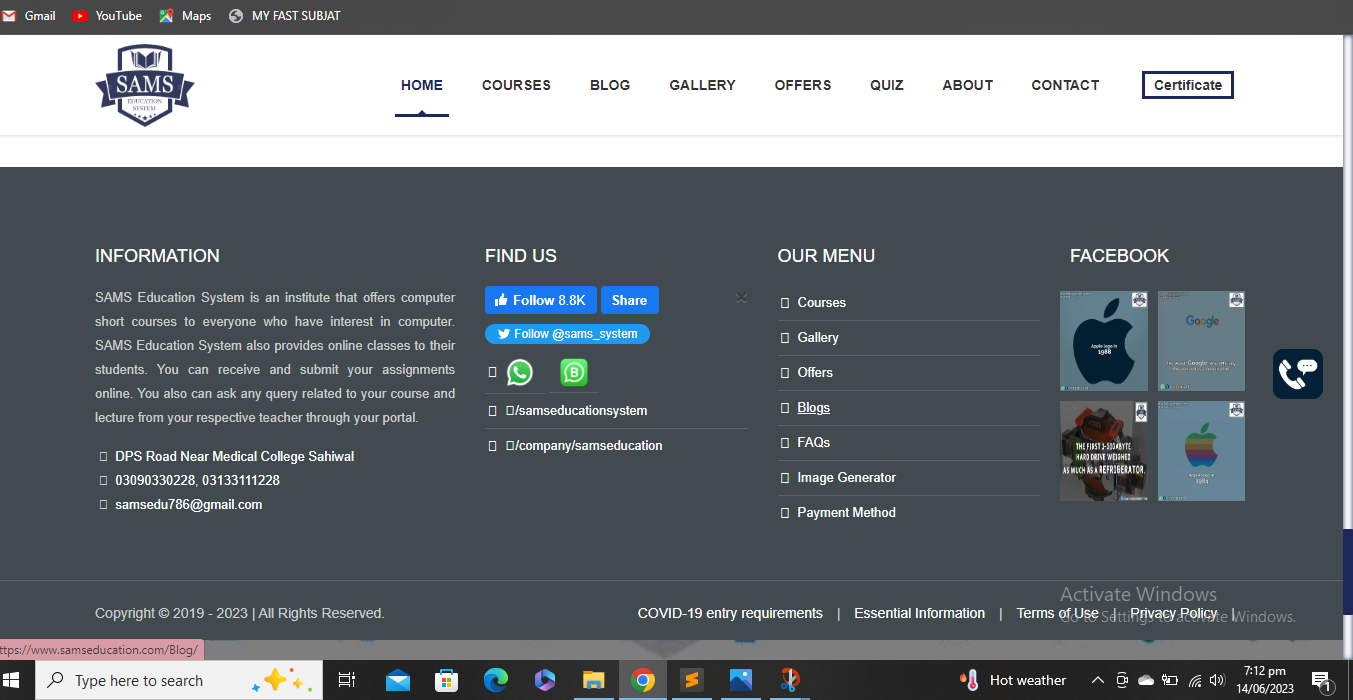 Gmail
YouTube
Maps
MY FAST SUBJAT
SAMS
EDUCATION
SYSTEM
HOME
COURSES
BLOG
GALLERY
OFFERS
QUIZ
ABOUT
CONTACT
Certificate
INFORMATION
SAMS Education System is an institute that offers computer
short courses to everyone who have interest in computer.
SAMS Education System also provides online classes to their
students. You can receive and submit your assignments
online. You also can ask any query related to your course and
lecture from your respective teacher through your portal.
DPS Road Near Medical College Sahiwal
03090330228, 03133111228
samsedu786@gmail.com
FIND US
Follow 8.8K
Share
Follow @sams_system
B
/samseducationsystem
/company/samseducation
OUR MENU
Courses
Gallery
Offers
Blogs
FAQs
Image Generator
Payment Method
FACEBOOK
Apple logo in
1988
Google
THE FIRST 1-GIGABYTE
HARD DRIVE WEIGHED
AS MUCH AS A REFRIGERATOR.
Apple logo in
1984
Copyright © 2019 - 2023 | All Rights Reserved.
COVID-19 entry requirements | Essential Information | Terms of Use | Privacy Policy |
Activate Windows
Go to Settings to activate Windows.
ttps://www.samseducation.com/Blog/
Type here to search
Hot weather
7:12 pm
14/06/2023
1